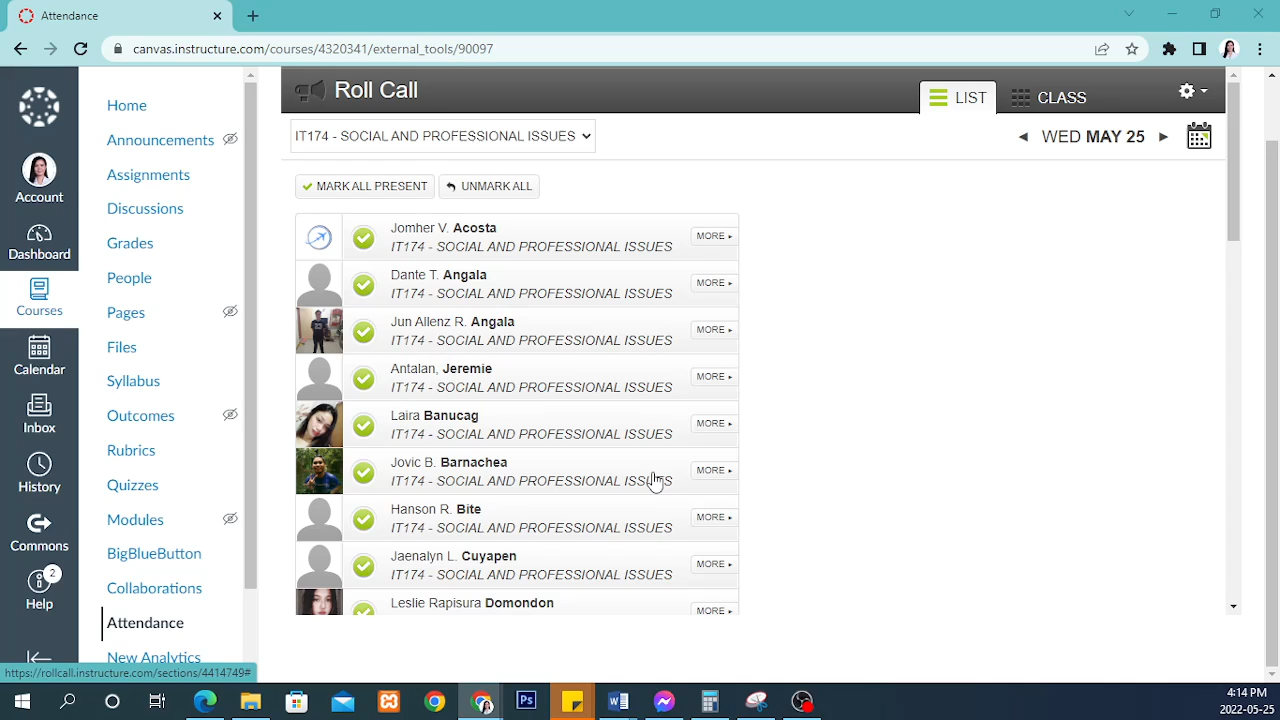 Attendance
canvas.instructure.com/courses/4320341/external_tools/90097
Account
Dashboard
Courses
Calendar
Inbox
History
Commons
2
Help
Home
Announcements
Assignments
Discussions
Grades
People
Pages
Files
Syllabus
Outcomes
Rubrics
Quizzes
Modules
BigBlueButton
Collaborations
Attendance
New Analytics
Roll Call
LIST
CLASS
IT174 - SOCIAL AND PROFESSIONAL ISSUES
WED MAY 25
MARK ALL PRESENT
UNMARK ALL
Jomher V. Acosta
IT174 - SOCIAL AND PROFESSIONAL ISSUES
MORE
Dante T. Angala
IT174 - SOCIAL AND PROFESSIONAL ISSUES
MORE
Jun Allenz R. Angala
IT174 - SOCIAL AND PROFESSIONAL ISSUES
MORE
Antalan, Jeremie
IT174 - SOCIAL AND PROFESSIONAL ISSUES
MORE
Laira Banucag
IT174 - SOCIAL AND PROFESSIONAL ISSUES
MORE
Jovic B. Barnachea
IT174 - SOCIAL AND PROFESSIONAL ISSUES
MORE
Hanson R. Bite
IT174 - SOCIAL AND PROFESSIONAL ISSUES
MORE
Jaenalyn L. Cuyapen
IT174 - SOCIAL AND PROFESSIONAL ISSUES
MORE
Leslie Rapisura Domondon
MORE
https://rollcall.instructure.com/sections/4414749#
Ps
W
4:14 PM
2022-05-25